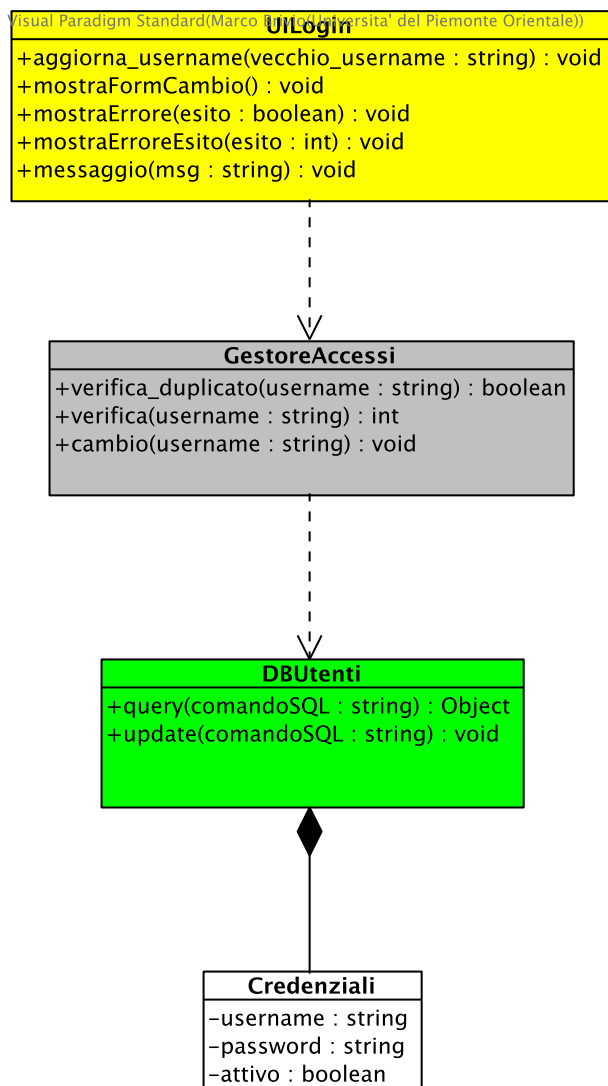 Visual Paradigm Standard(Marco Brivio(Universita' del Piemonte Orientale))
UILogin
+aggiorna_username(vecchio_username : string) : void
+mostraFormCambio() : void
+mostraErrore(esito : boolean) : void
+mostraErroreEsito(esito : int) : void
+messaggio(msg : string) : void
GestoreAccessi
+verifica_duplicato(username : string) : boolean
+verifica(username : string) : int
+cambio(username : string) : void
DBUtenti
+query(comandoSQL : string) : Object
+update(comandoSQL : string) : void
Credenziali
-username : string
-password : string
-attivo : boolean